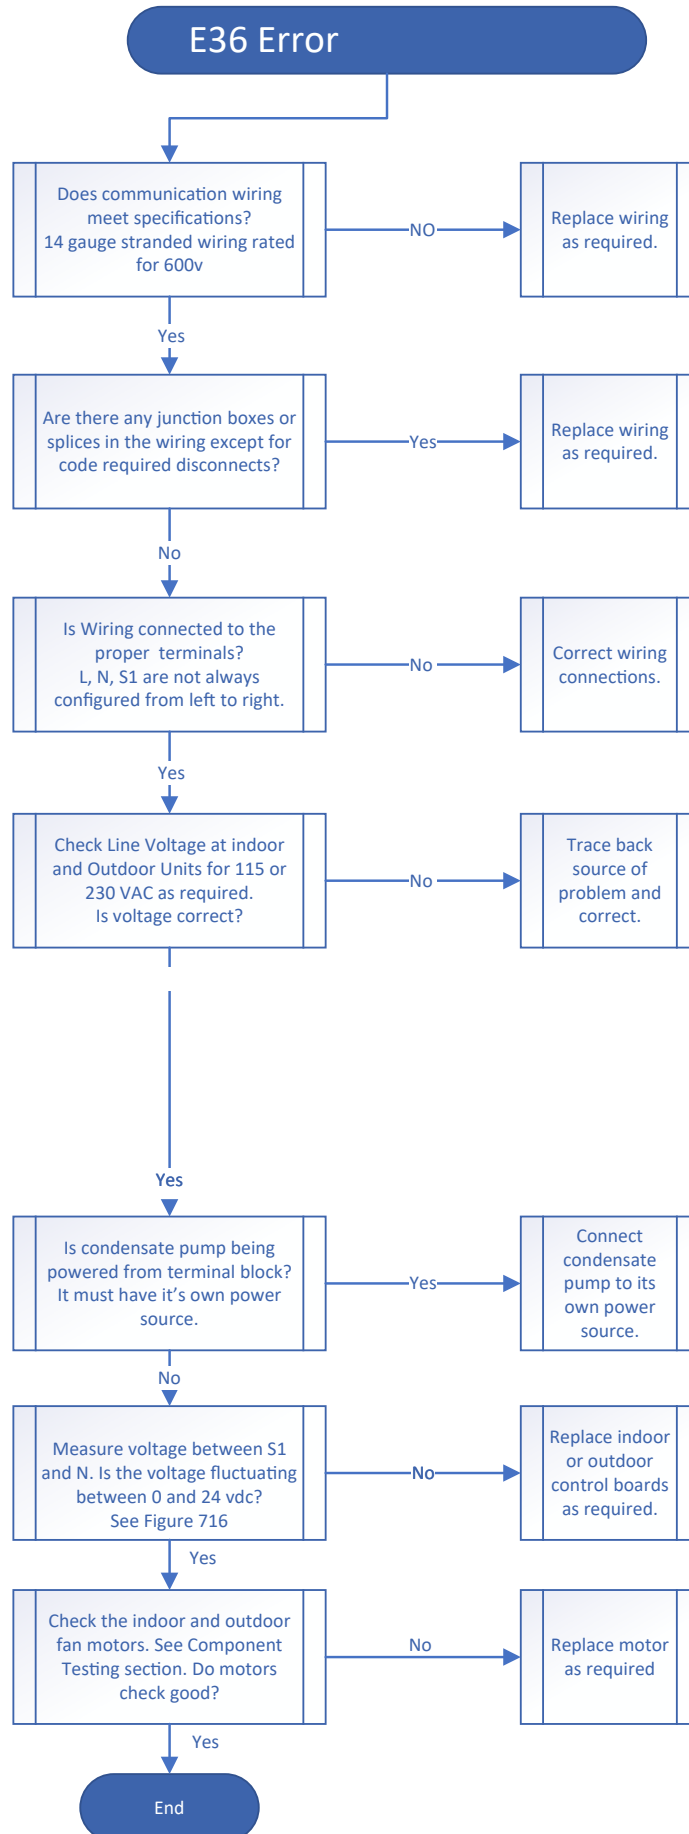 E36 Error
Does communication wiring
meet specifications?
14 gauge stranded wiring rated
for 600v
NO
Replace wiring
as required.
Yes
Are there any junction boxes or
splices in the wiring except for
code required disconnects?
Yes
Replace wiring
as required.
No
Is Wiring connected to the
proper terminals?
L, N, S1 are not always
configured from left to right.
No
Correct wiring
connections.
Yes
Check Line Voltage at indoor
and Outdoor Units for 115 or
230 VAC as required.
Is voltage correct?
No
Trace back
source of
problem and
correct.
Yes
Is condensate pump being
powered from terminal block?
It must have it's own power
source.
Yes
Connect
condensate
pump to its
own power
source.
No
Measure voltage between S1
and N. Is the voltage fluctuating
between 0 and 24 vdc?
See Figure 716
No
Replace indoor
or outdoor
control boards
as required.
Yes
Check the indoor and outdoor
fan motors. See Component
Testing section. Do motors
check good?
No
Replace motor
as required
Yes
End